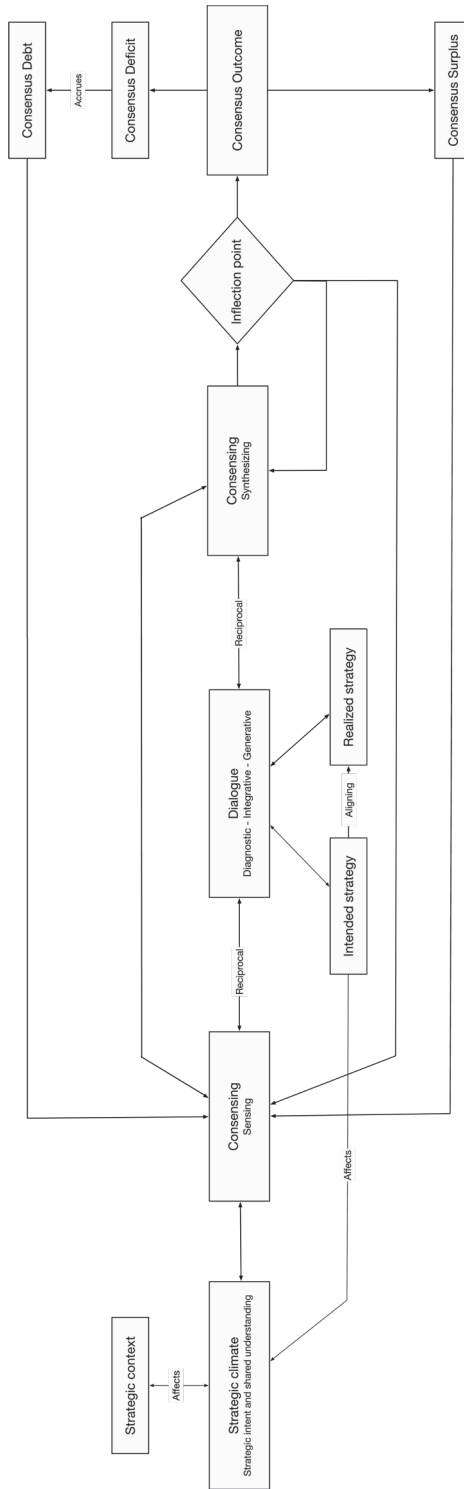 Strategic context
Affects
Strategic climate
Strategic intent and shared understanding
Consensing
Sensing
Affects
Reciprocal
Dialogue
Diagnostic - Integrative - Generative
Intended strategy
Aligning
Realized strategy
Reciprocal
Consensing
Synthesizing
Inflection point
Consensus Outcome
Consensus Deficit
Accrues
Consensus Debt
Consensus Surplus